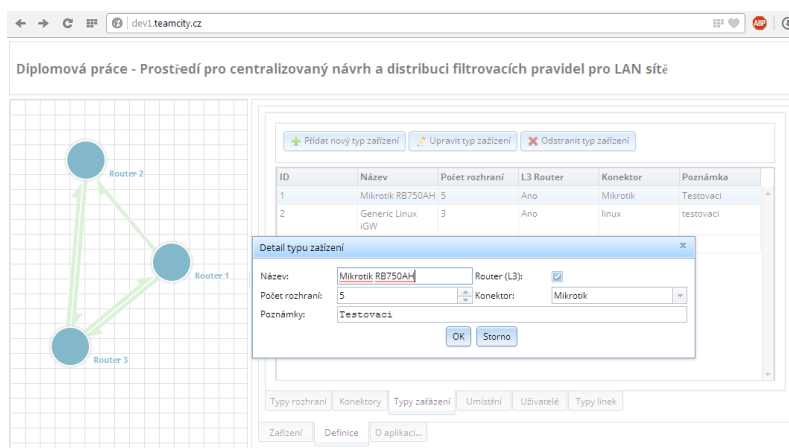 dev1.teamcity.cz
ABP
Diplomová práce - Prostředí pro centralizovaný návrh a distribuci filtrovacích pravidel pro LAN sítě
Router 2
Router 1
Router 3
Přidat nový typ zařízení Upravit typ zažízení Odstranit typ zařízení
ID Název Počet rozhraní L3 Router Konektor Poznámka
1 Mikrotik RB750AH 5 Ano Mikrotik Testovaci
2 Generic Linux iGW 3 Ano linux testovaci
Detail typu zažízení x
Název: Mikrotik RB750AH Router (L3):
Počet rozhraní: 5 Konektor: Mikrotik
Poznámky: Testovaci
OK Storno
Typy rozhraní Konektory Typy zařázení Umístění Uživatelé Typy linek
Zařízení Definice O aplikaci...